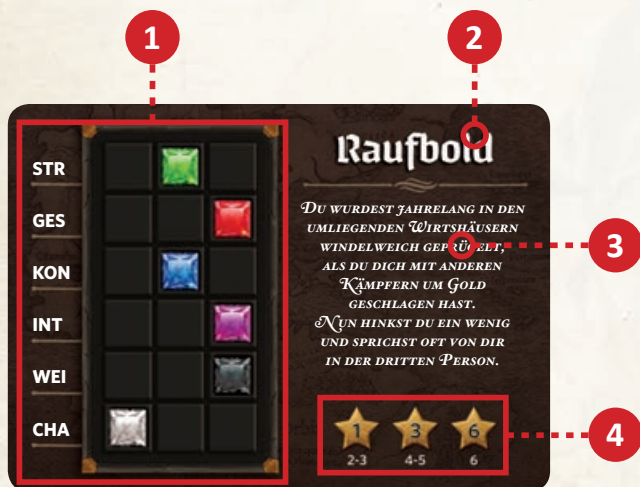 1
2
STR
GES
KON
INT
WEI
CHA
Raufbold
Du wurdest jahrelang in den
umliegenden Wirtshäusern
windelweich geprügelt,
als du dich mit anderen
Kämpfern um Gold
geschlagen hast.
Nun hinkst du ein wenig
und sprichst oft von dir
in der dritten Person.
3
1 3 6
2-3 4-5 6
4